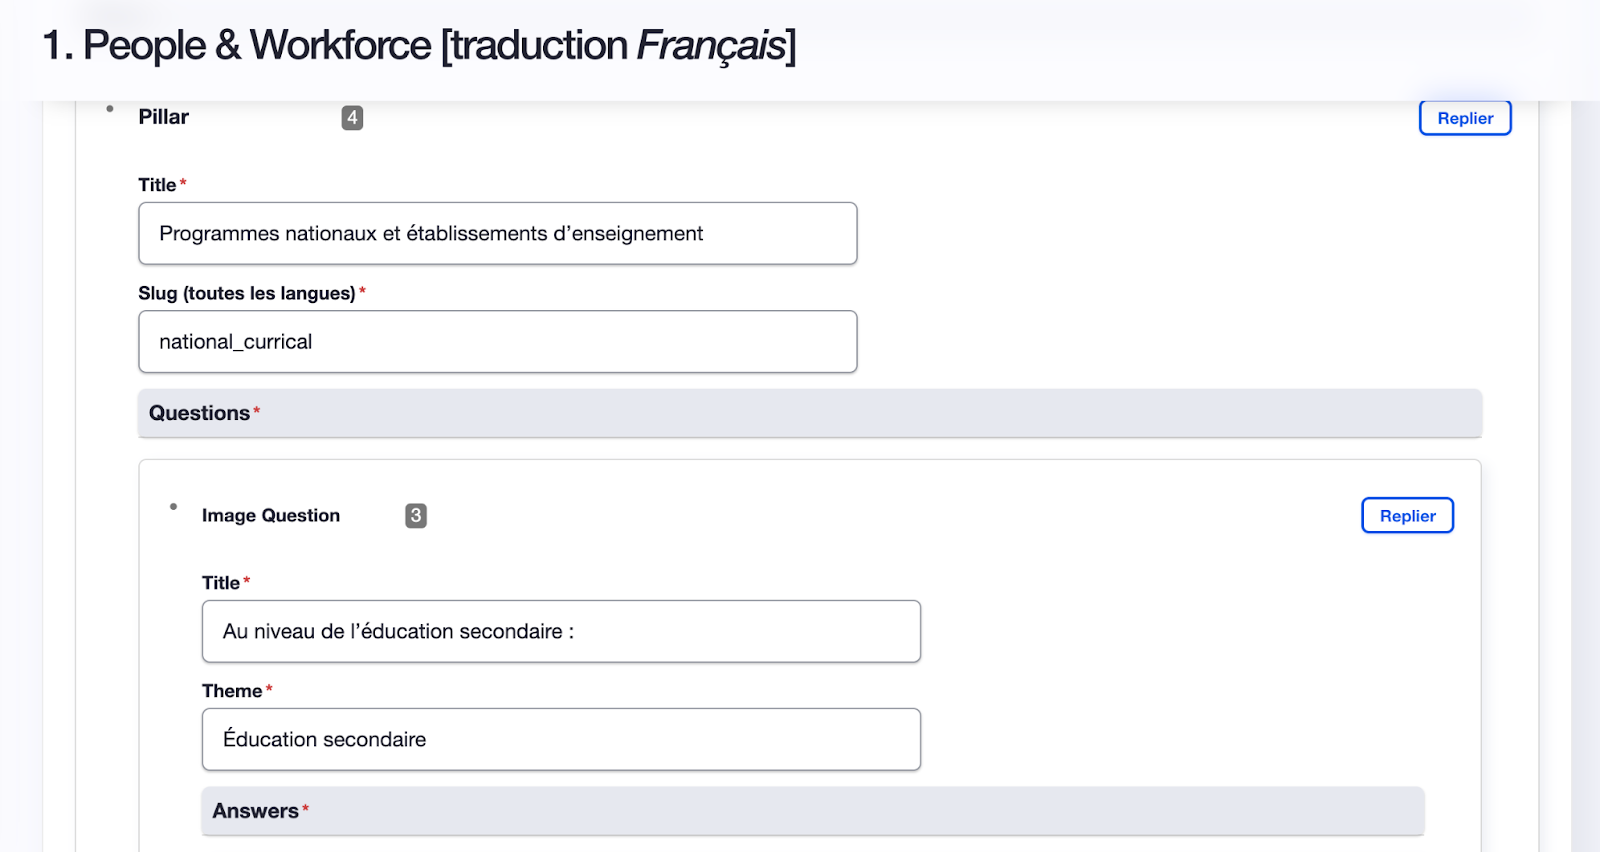 1. People & Workforce [traduction Français]
Pillar 4 Replier
Title*
Programmes nationaux et établissements d’enseignement
Slug (toutes les langues)*
national_currical
Questions*
Image Question 3 Replier
Title*
Au niveau de l’éducation secondaire :
Theme*
Éducation secondaire
Answers*